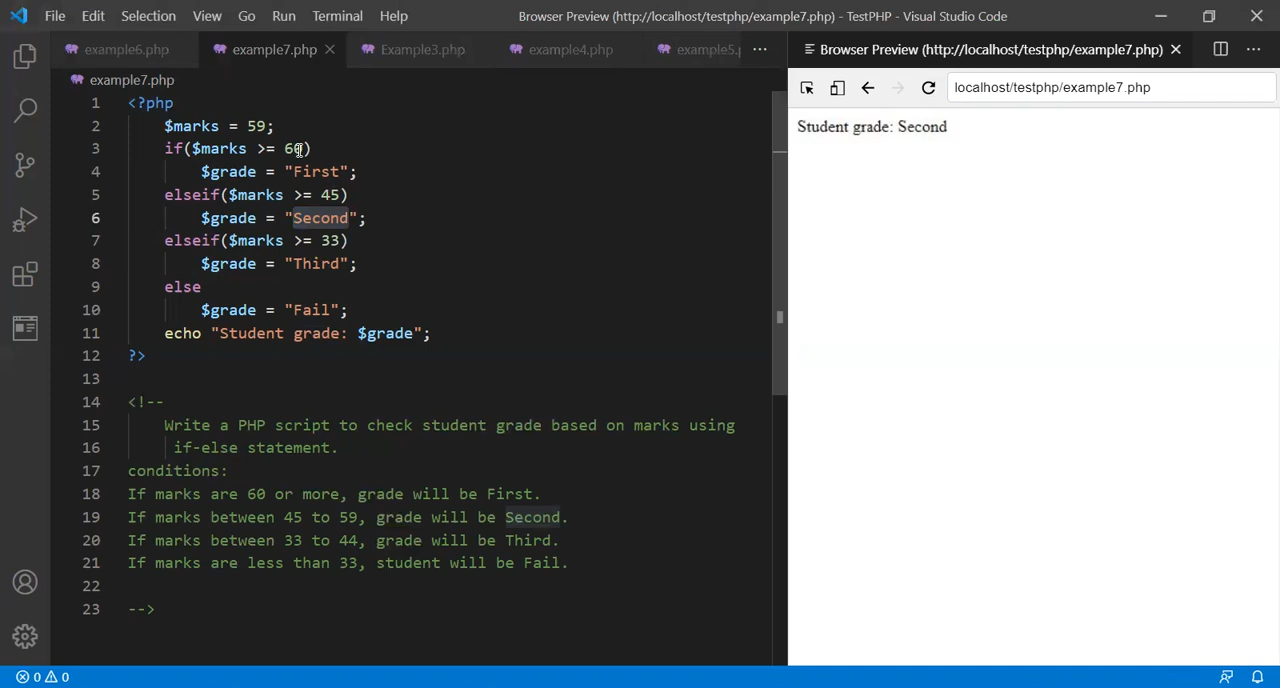 File Edit Selection View Go Run Terminal Help Browser Preview (http://localhost/testphp/example7.php) - TestPHP - Visual Studio Code
example6.php example7.php Example3.php example4.php example5.p
Browser Preview (http://localhost/testphp/example7.php)
example7.php
localhost/testphp/example7.php
Student grade: Second
1 <?php
2 $marks = 59;
3 if($marks >= 60)
4 $grade = "First";
5 elseif($marks >= 45)
6 $grade = "Second";
7 elseif($marks >= 33)
8 $grade = "Third";
9 else
10 $grade = "Fail";
11 echo "Student grade: $grade";
12 ?>
13
14 <!--
15 Write a PHP script to check student grade based on marks using
16 if-else statement.
17 conditions:
18 If marks are 60 or more, grade will be First.
19 If marks between 45 to 59, grade will be Second.
20 If marks between 33 to 44, grade will be Third.
21 If marks are less than 33, student will be Fail.
22
23 -->
0 0